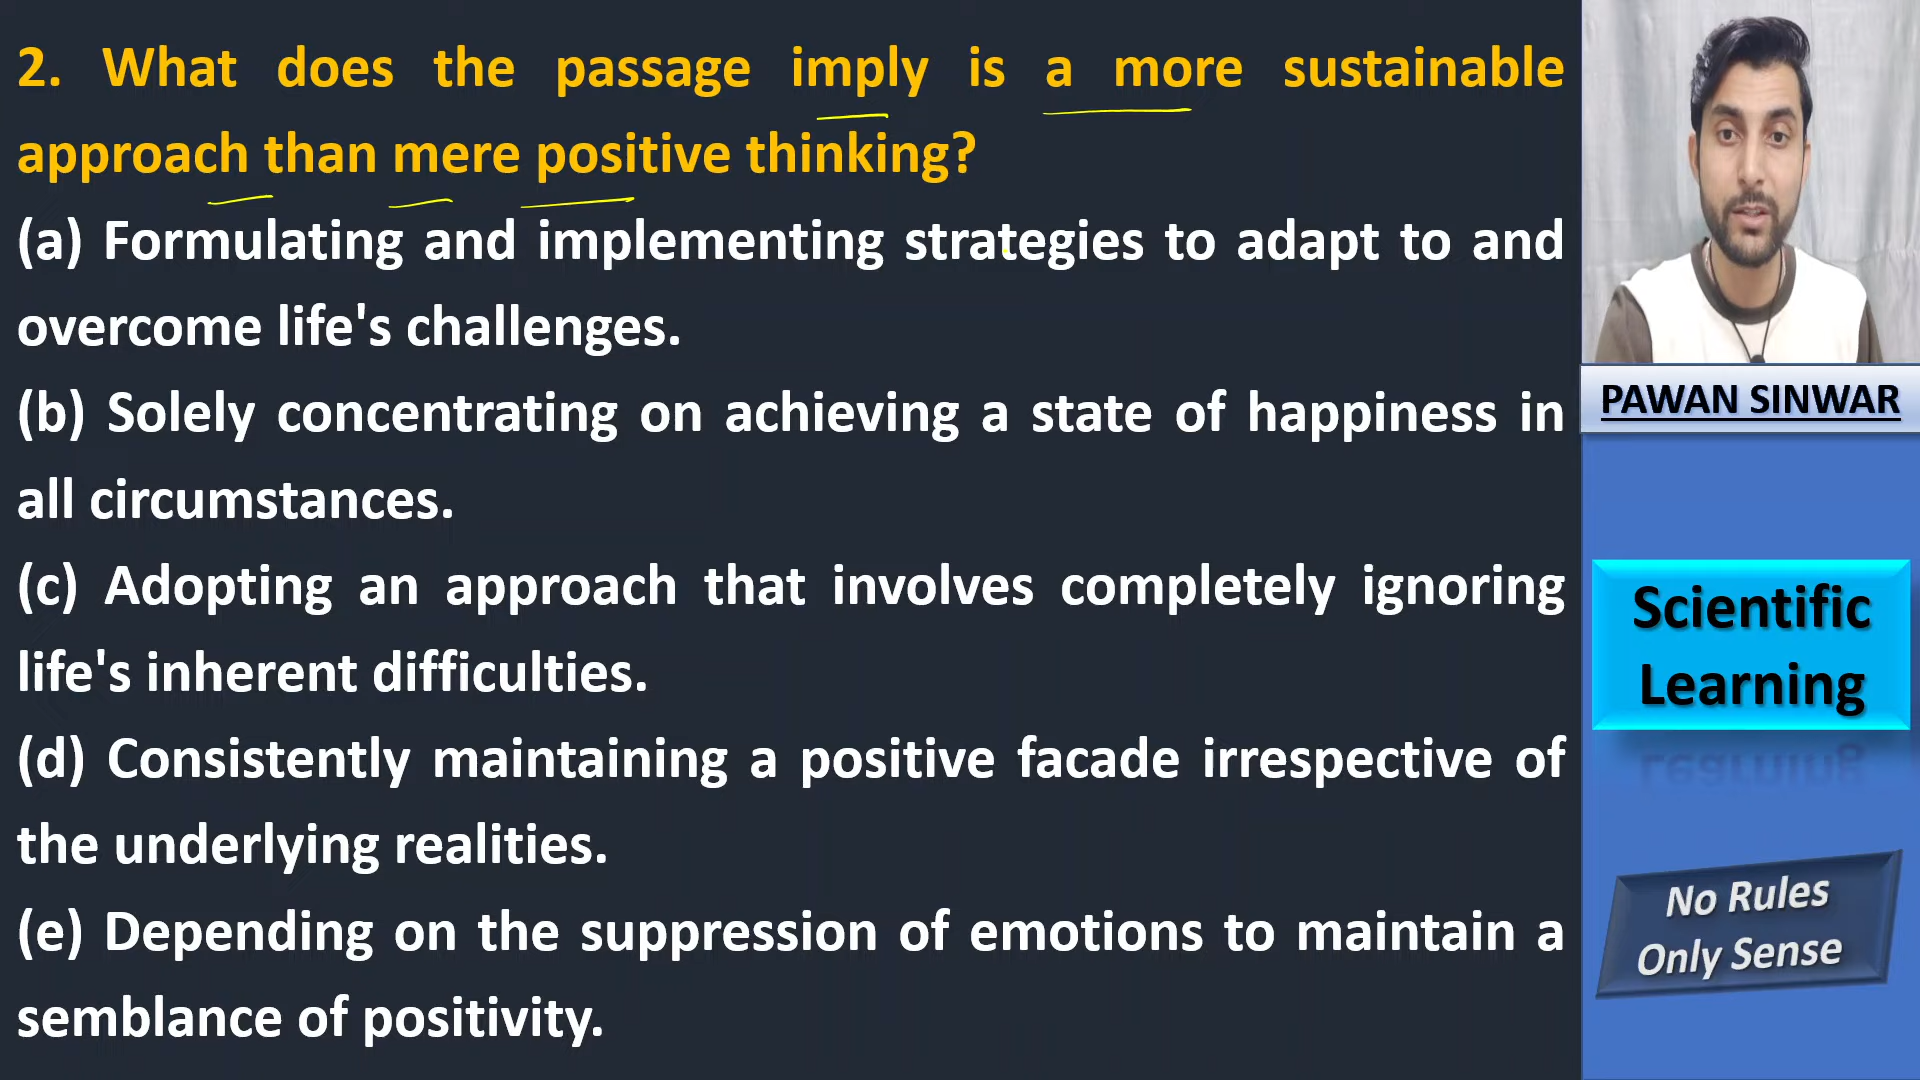 2. What does the passage imply is a more sustainable
approach than mere positive thinking?
(a) Formulating and implementing strategies to adapt to and
overcome life's challenges.
(b) Solely concentrating on achieving a state of happiness in
all circumstances.
(c) Adopting an approach that involves completely ignoring
life's inherent difficulties.
(d) Consistently maintaining a positive facade irrespective of
the underlying realities.
(e) Depending on the suppression of emotions to maintain a
semblance of positivity.
PAWAN SINWAR
Scientific
Learning
No Rules
Only Sense